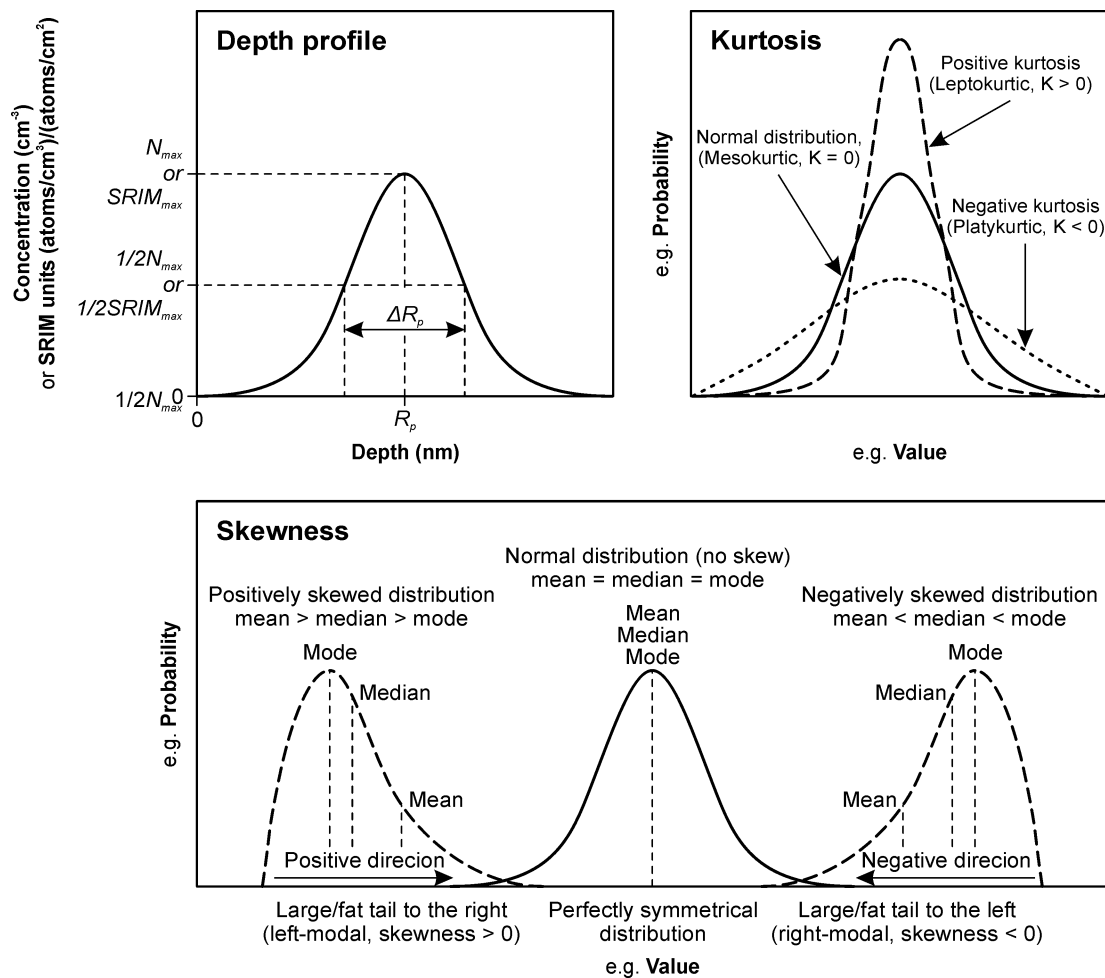 Depth profile
Concentration (cm⁻³)
or SRIM units (atoms/cm³)/(atoms/cm²)
Nmax
or
SRIMmax
1/2Nmax
or
1/2SRIMmax
1/2Nmax 0
ΔRp
0
Rp
Depth (nm)
Kurtosis
Positive kurtosis
(Leptokurtic, K > 0)
Normal distribution,
(Mesokurtic, K = 0)
Negative kurtosis
(Platykurtic, K < 0)
e.g. Probability
e.g. Value
Skewness
Normal distribution (no skew)
mean = median = mode
Positively skewed distribution
mean > median > mode
Negatively skewed distribution
mean < median < mode
Mean
Median
Mode
Mode
Median
Mean
Mode
Median
Mean
e.g. Probability
Positive direcion
Negative direcion
Large/fat tail to the right
(left-modal, skewness > 0)
Perfectly symmetrical
distribution
Large/fat tail to the left
(right-modal, skewness < 0)
e.g. Value